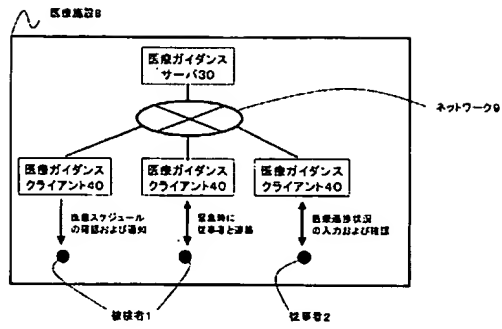 医療施設8
医療ガイダンス
サーバ30
ネットワーク9
医療ガイダンス
クライアント40
医療ガイダンス
クライアント40
医療ガイダンス
クライアント40
医療スケジュール
の確認および通知
緊急時に
従事者と連絡
医療進捗状況
の入力および確認
被検者1
従事者2